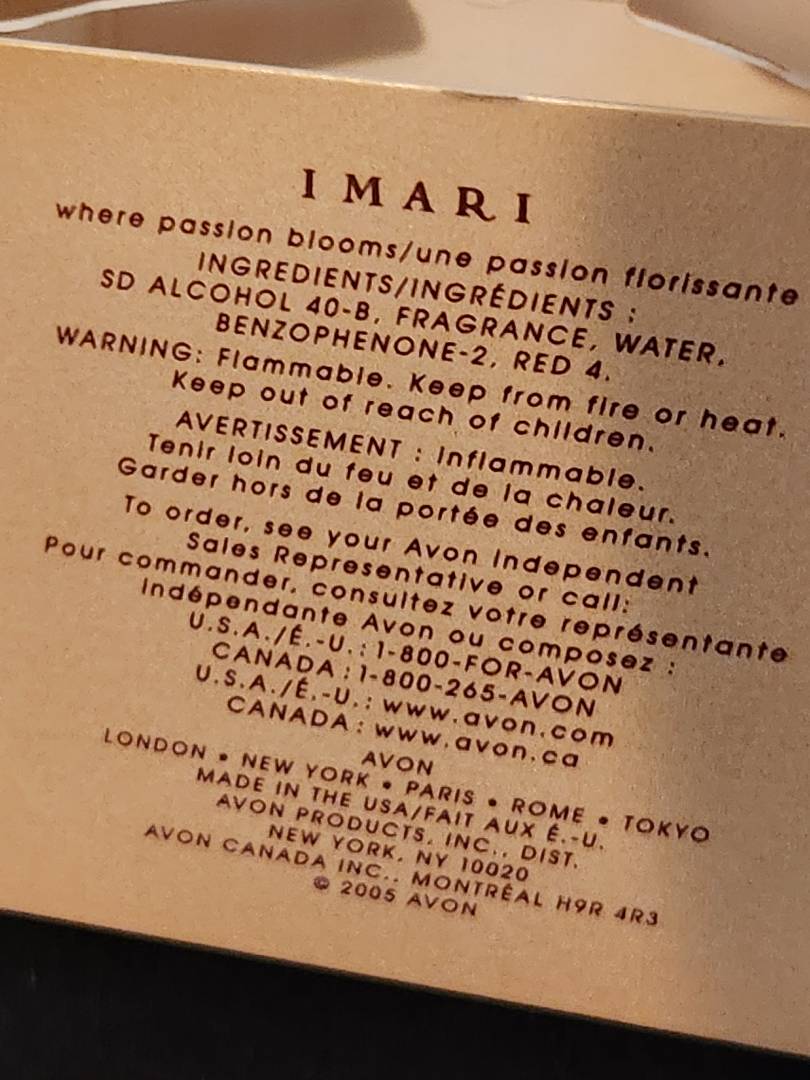 IMARI
where passion blooms/une passion florissante
INGREDIENTS/INGRÉDIENTS :
SD ALCOHOL 40-B, FRAGRANCE, WATER,
BENZOPHENONE-2, RED 4.
WARNING: Flammable. Keep from fire or heat.
Keep out of reach of children.
AVERTISSEMENT : Inflammable.
Tenir loin du feu et de la chaleur.
Garder hors de la portée des enfants.
To order, see your Avon Independent
Sales Representative or call:
Pour commander, consultez votre représentante
Indépendante Avon ou composez :
U.S.A./É.-U.: 1-800-FOR-AVON
CANADA : 1-800-265-AVON
U.S.A./É.-U.: www.avon.com
CANADA : www.avon.ca
AVON
LONDON • NEW YORK • PARIS • ROME • TOKYO
MADE IN THE USA/FAIT AUX É.-U.
AVON PRODUCTS, INC., DIST.
NEW YORK, NY 10020
AVON CANADA INC., MONTRÉAL H9R 4R3
© 2005 AVON